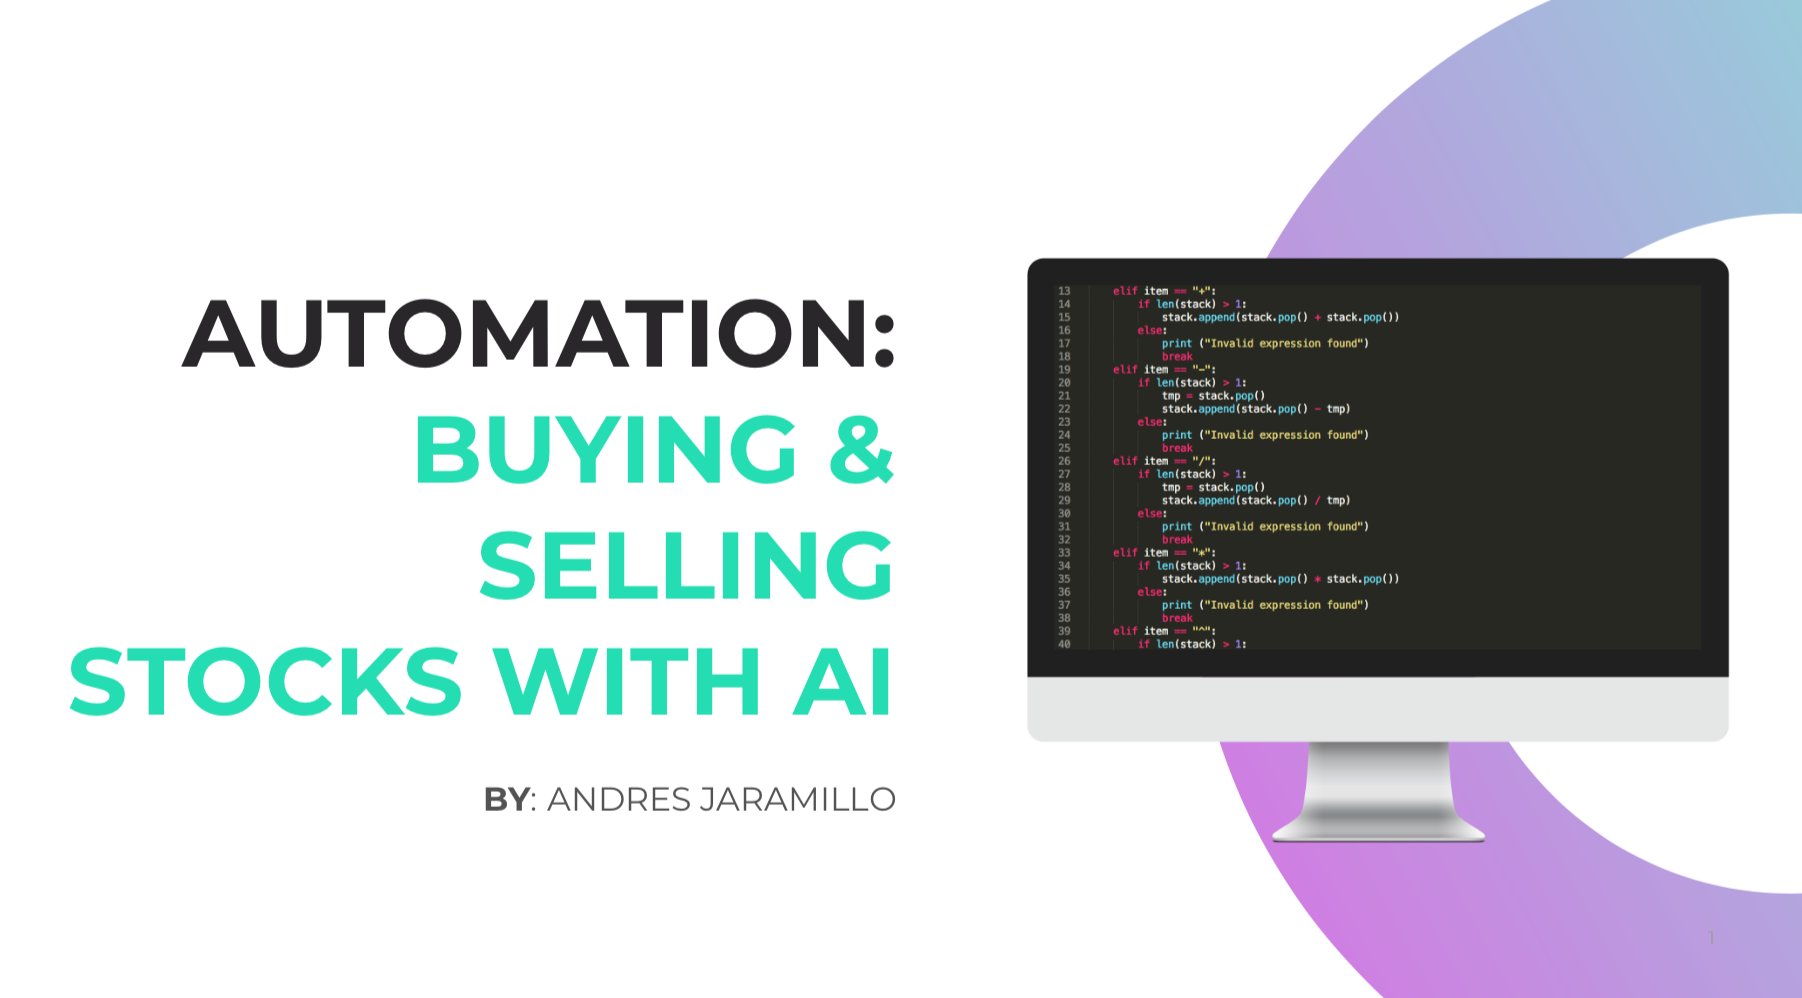 AUTOMATION:
BUYING &
SELLING
STOCKS WITH AI
BY: ANDRES JARAMILLO
13 elif item == "+":
14 if len(stack) > 1:
15 stack.append(stack.pop() + stack.pop())
16 else:
17 print ("Invalid expression found")
18 break
19 elif item == "-":
20 if len(stack) > 1:
21 tmp = stack.pop()
22 stack.append(stack.pop() - tmp)
23 else:
24 print ("Invalid expression found")
25 break
26 elif item == "/":
27 if len(stack) > 1:
28 tmp = stack.pop()
29 stack.append(stack.pop() / tmp)
30 else:
31 print ("Invalid expression found")
32 break
33 elif item == "*":
34 if len(stack) > 1:
35 stack.append(stack.pop() * stack.pop())
36 else:
37 print ("Invalid expression found")
38 break
39 elif item == "^":
40 if len(stack) > 1:
1